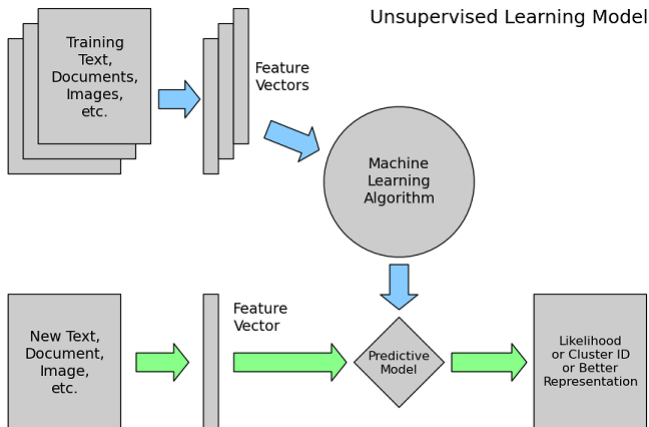 Unsupervised Learning Model
Training
Text,
Documents,
Images,
etc.
Feature
Vectors
Machine
Learning
Algorithm
New Text,
Document,
Image,
etc.
Feature
Vector
Predictive
Model
Likelihood
or Cluster ID
or Better
Representation